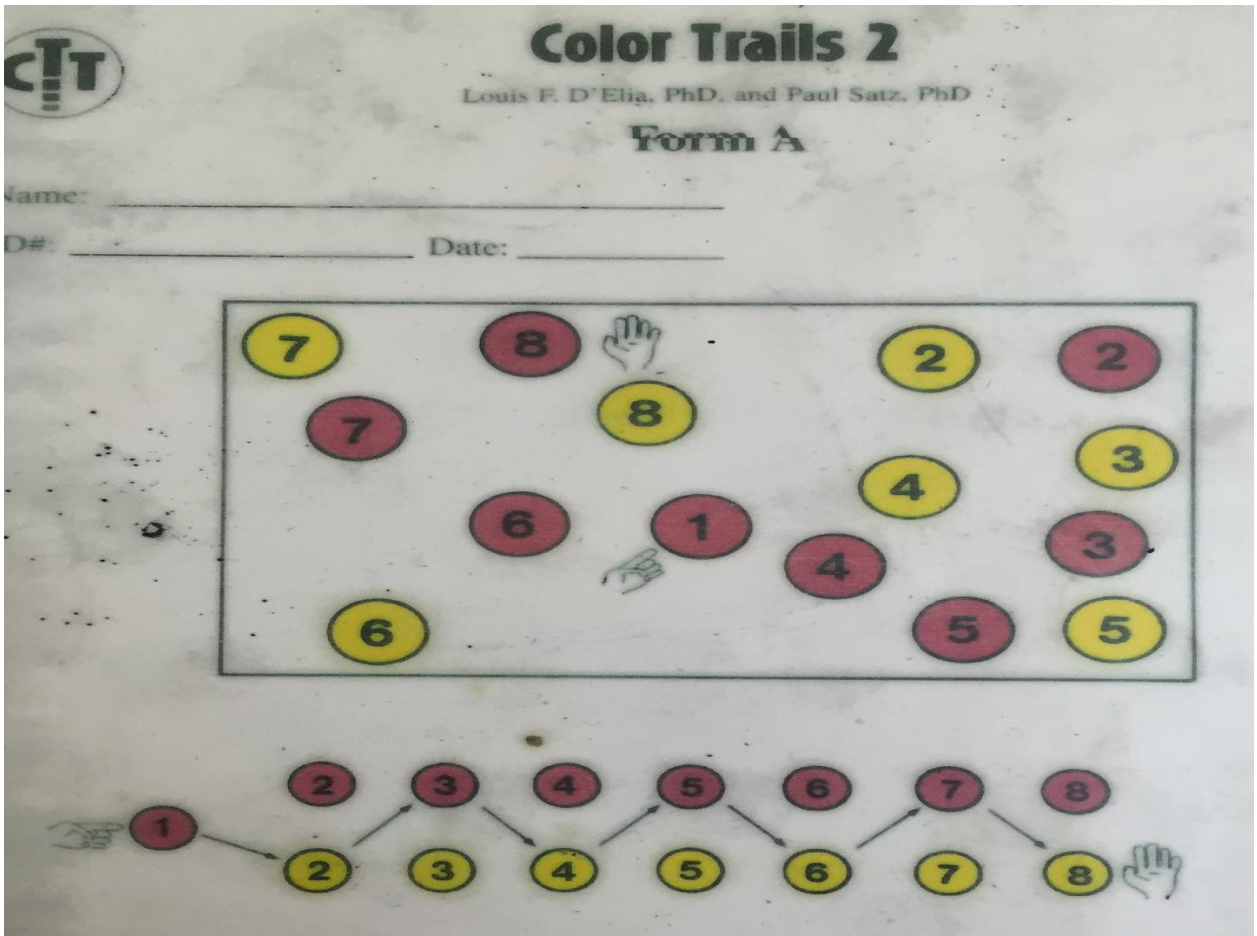 CTT
Color Trails 2
Louis F. D'Elia, PhD, and Paul Satz, PhD
Form A
Name:
D#: Date:
7 8 2 2
7 8 3
4
6 1 4 3
6 5 5
2 3 4 5 6 7 8
1
2 3 4 5 6 7 8